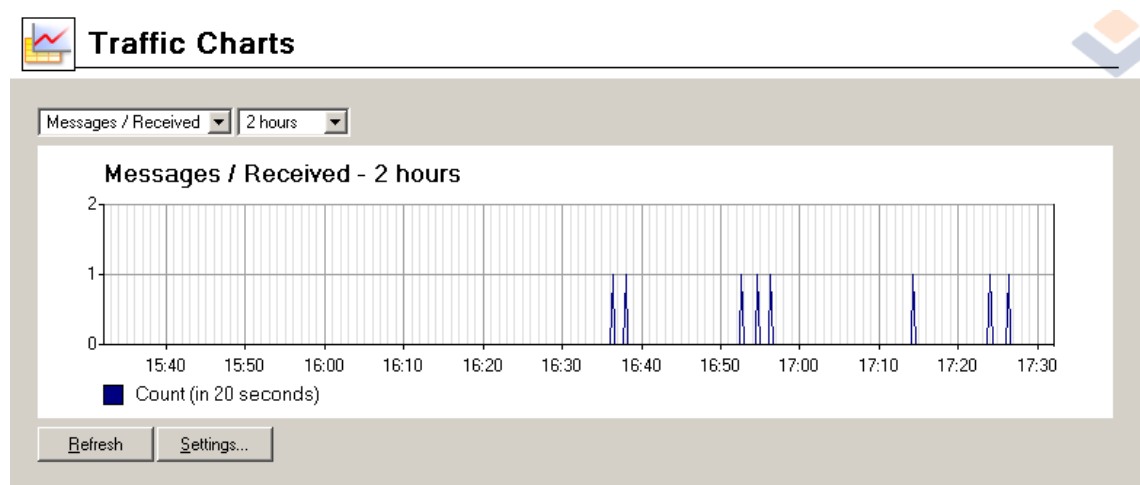 Traffic Charts
Messages / Received 2 hours
Messages / Received - 2 hours
2
1
0
15:40 15:50 16:00 16:10 16:20 16:30 16:40 16:50 17:00 17:10 17:20 17:30
Count (in 20 seconds)
Refresh Settings...